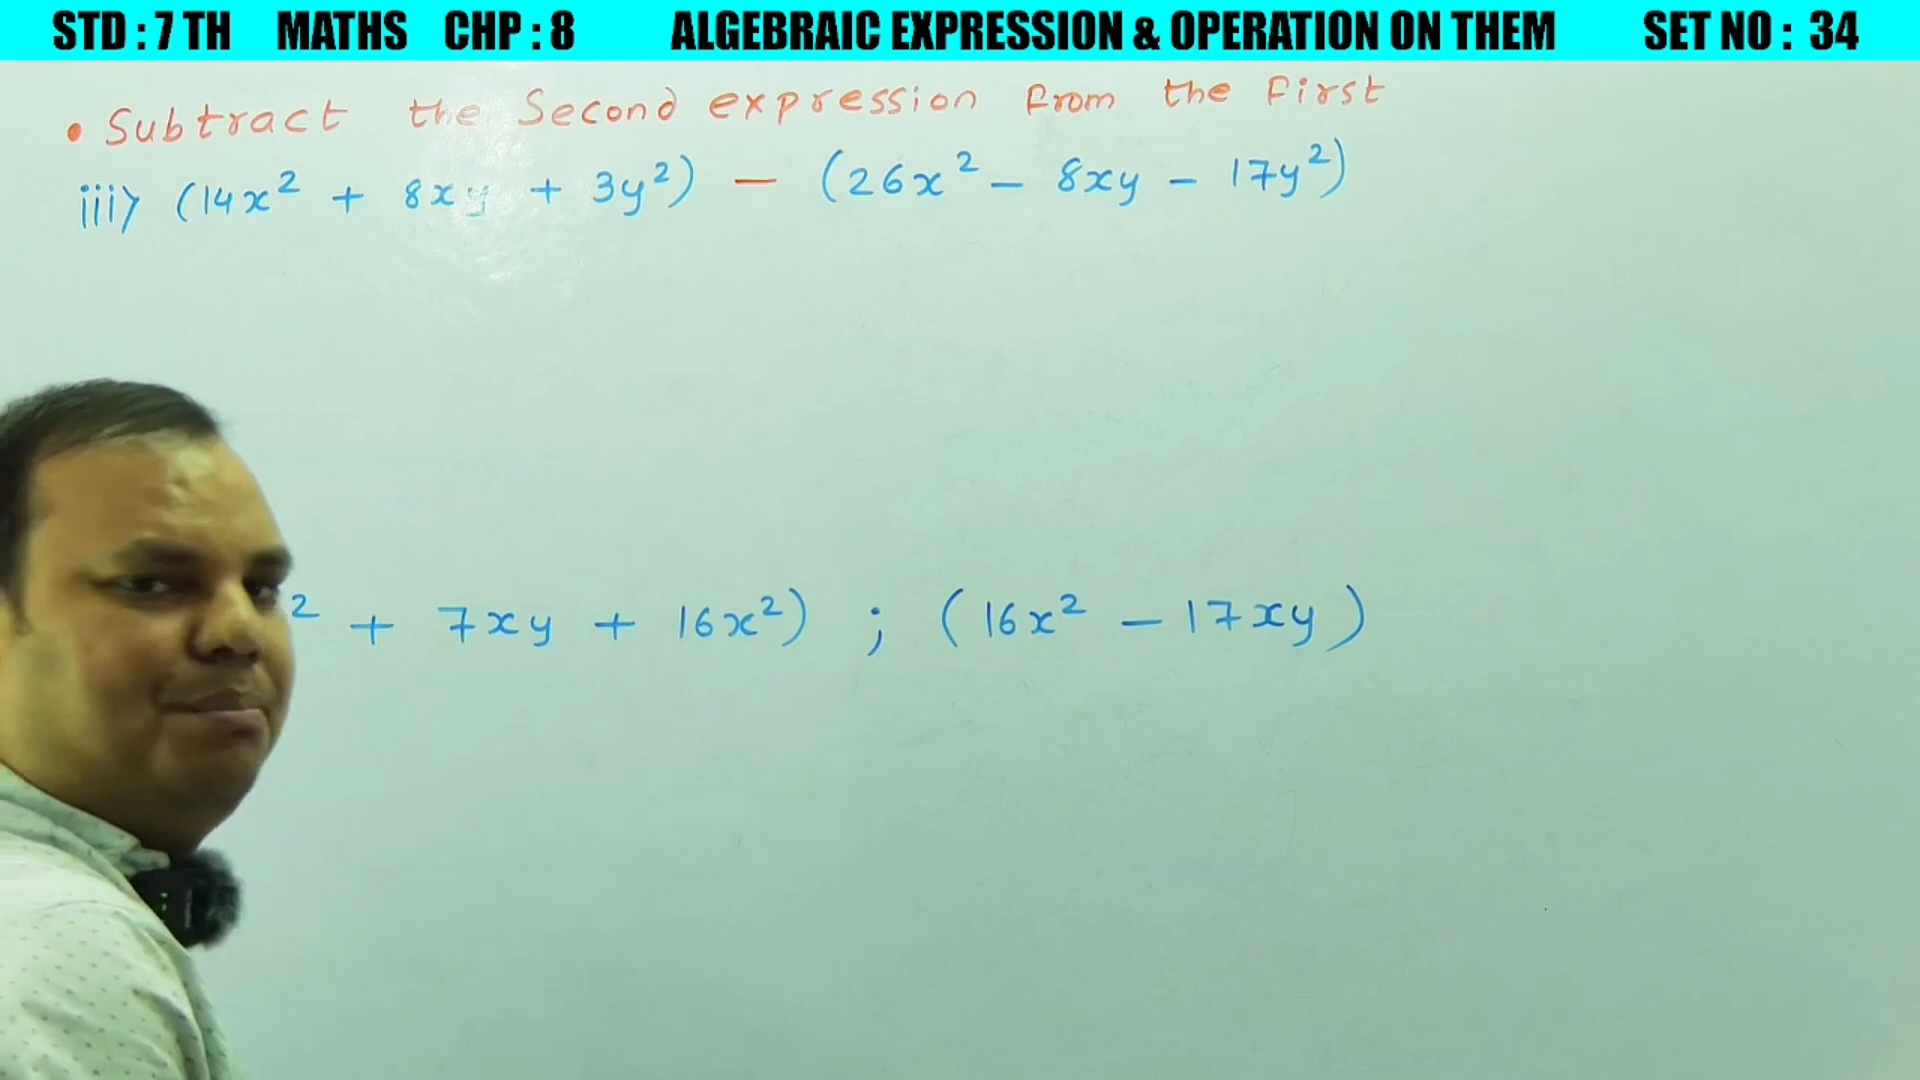 STD : 7 TH MATHS CHP : 8 ALGEBRAIC EXPRESSION & OPERATION ON THEM SET NO : 34
• Subtract the Second expression from the First
iii) (14x² + 8xy + 3y²) − (26x² − 8xy − 17y²)
² + 7xy + 16x²) ; (16x² − 17xy)